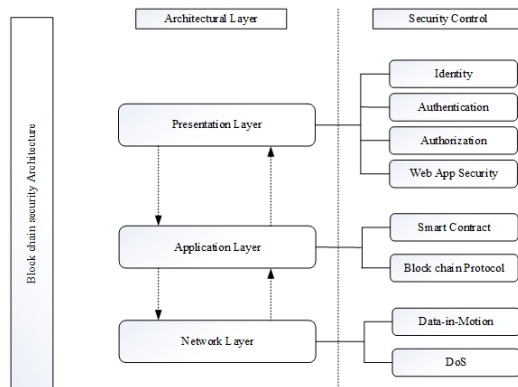 Architectural Layer
Security Control
Block chain security Architecture
Presentation Layer
Identity
Authentication
Authorization
Web App Security
Application Layer
Smart Contract
Block chain Protocol
Network Layer
Data-in-Motion
DoS